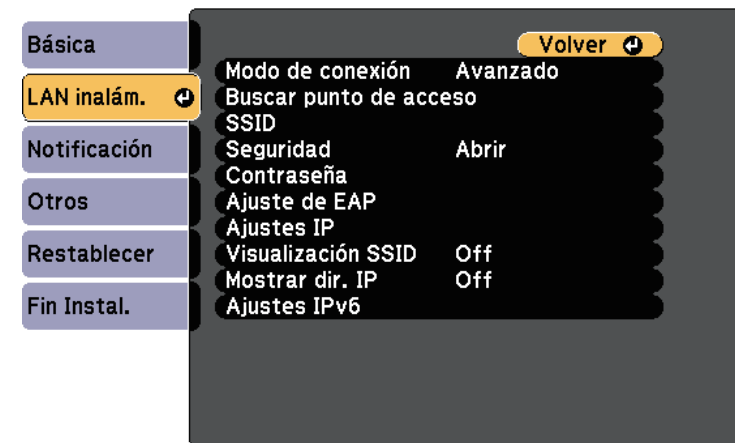 Básica
LAN inalám.
Notificación
Otros
Restablecer
Fin Instal.
Volver
Modo de conexión Avanzado
Buscar punto de acceso
SSID
Seguridad Abrir
Contraseña
Ajuste de EAP
Ajustes IP
Visualización SSID Off
Mostrar dir. IP Off
Ajustes IPv6